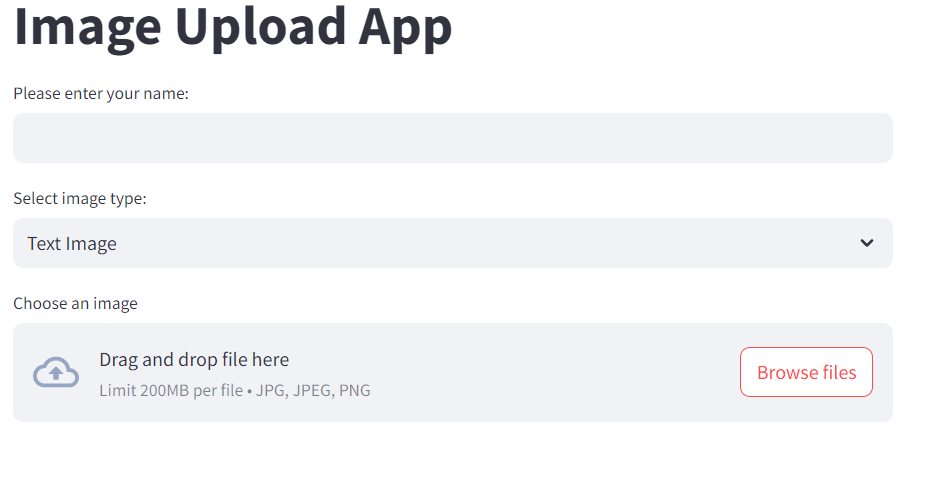 Image Upload App
Please enter your name:
Select image type:
Text Image
Choose an image
Drag and drop file here
Limit 200MB per file • JPG, JPEG, PNG
Browse files